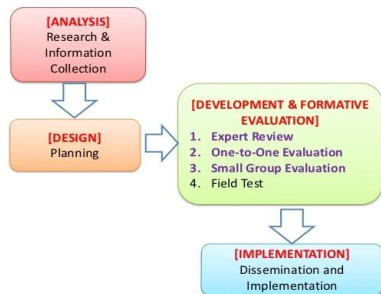 [ANALYSIS]
Research &
Information
Collection
[DESIGN]
Planning
[DEVELOPMENT & FORMATIVE
EVALUATION]
1. Expert Review
2. One-to-One Evaluation
3. Small Group Evaluation
4. Field Test
[IMPLEMENTATION]
Dissemination and
Implementation